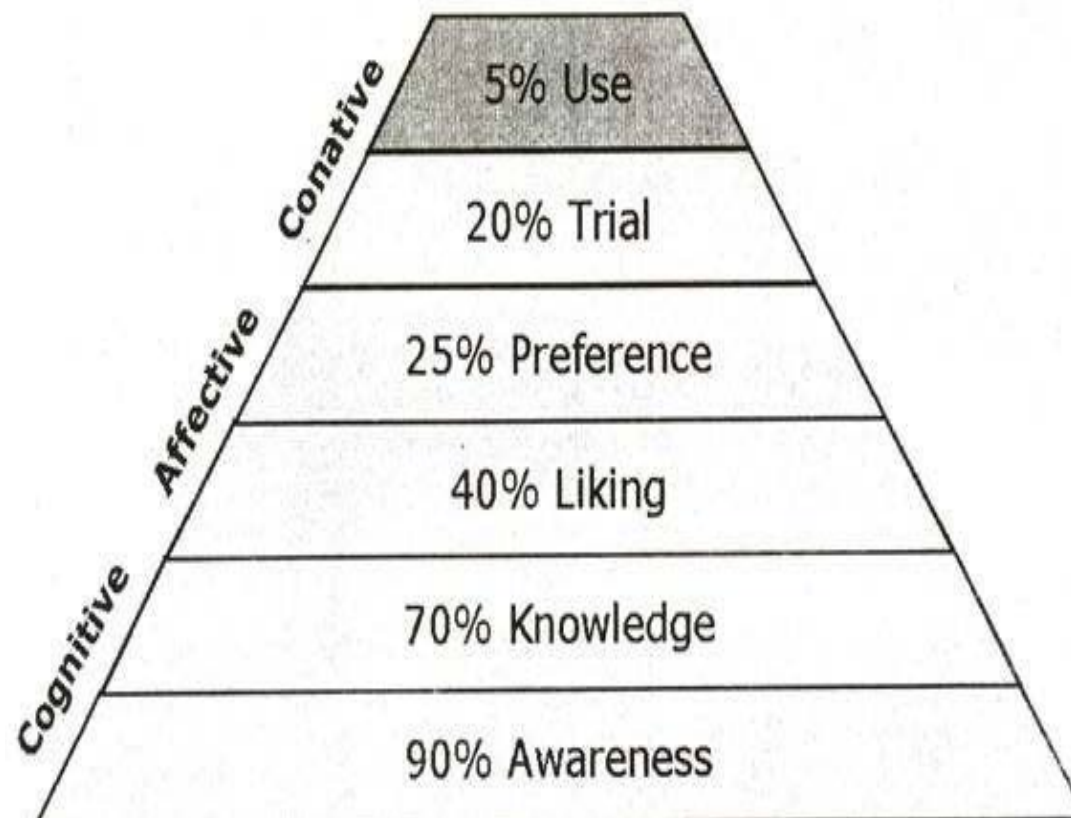 5% Use
20% Trial
25% Preference
40% Liking
70% Knowledge
90% Awareness
Conative
Affective
Cognitive